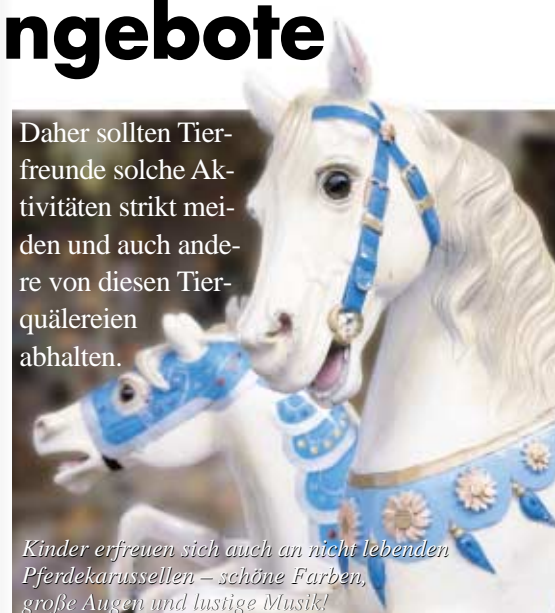 ngebote
Daher sollten Tier-
freunde solche Ak-
tivitäten strikt mei-
den und auch ande-
re von diesen Tier-
quälereien
abhalten.
Kinder erfreuen sich auch an nicht lebenden
Pferdekarussellen – schöne Farben,
große Augen und lustige Musik!